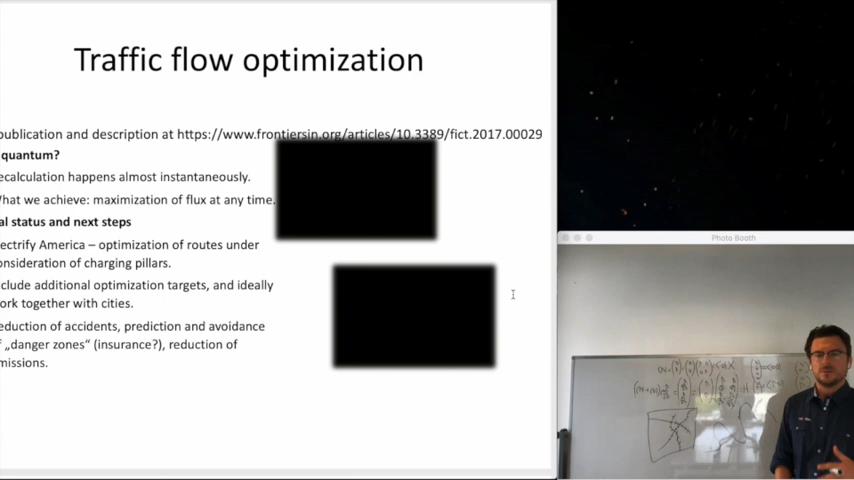 Traffic flow optimization
publication and description at https://www.frontiersin.org/articles/10.3389/fict.2017.00029
quantum?
ecalculation happens almost instantaneously.
What we achieve: maximization of flux at any time.
al status and next steps
ectrify America – optimization of routes under
onsideration of charging pillars.
clude additional optimization targets, and ideally
ork together with cities.
eduction of accidents, prediction and avoidance
f „danger zones“ (insurance?), reduction of
missions.
Photo Booth